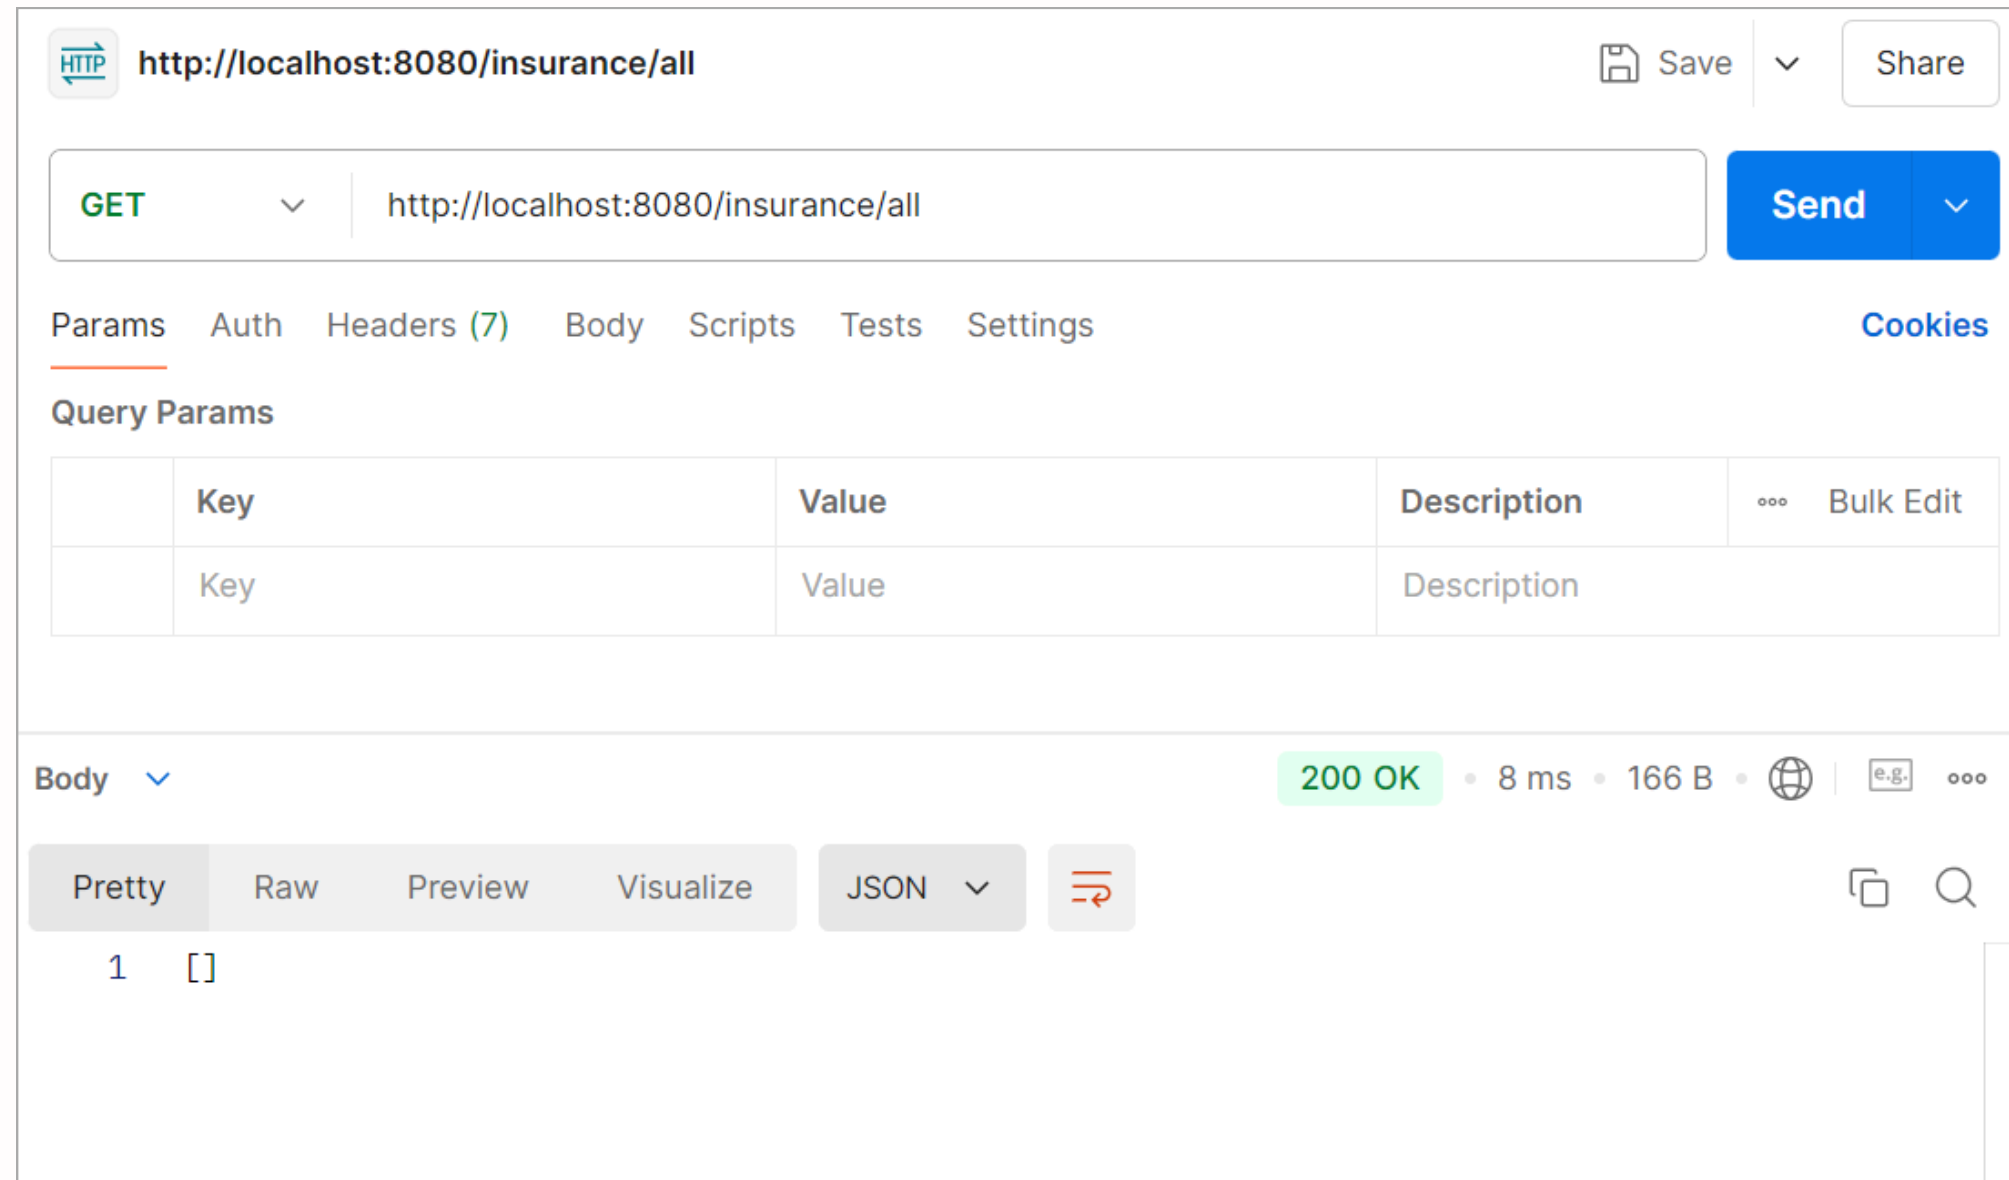 HTTP http://localhost:8080/insurance/all Save Share
GET http://localhost:8080/insurance/all Send
Params Auth Headers (7) Body Scripts Tests Settings Cookies
Query Params
Key Value Description Bulk Edit
Key Value Description
Body 200 OK 8 ms 166 B e.g.
Pretty Raw Preview Visualize JSON
1 []